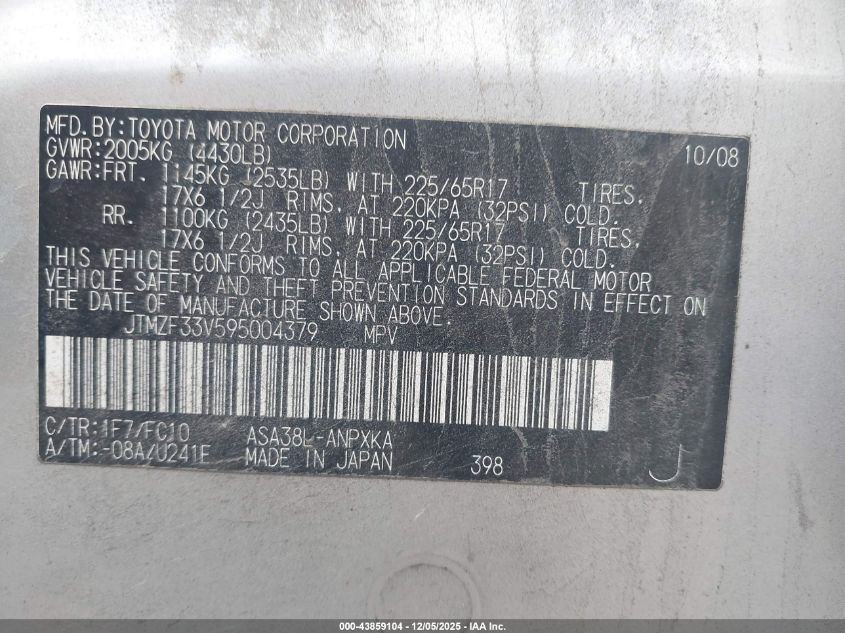 MFD.BY:TOYOTA MOTOR CORPORATION 10/08
GVWR:2005KG (4430LB)
GAWR:FRT. 1145KG (2535LB) WITH 225/65R17 TIRES,
17X6 1/2J RIMS, AT 220KPA (32PSI) COLD.
RR. 1100KG (2435LB) WITH 225/65R17 TIRES,
17X6 1/2J RIMS, AT 220KPA (32PSI) COLD.
THIS VEHICLE CONFORMS TO ALL APPLICABLE FEDERAL MOTOR
VEHICLE SAFETY AND THEFT PREVENTION STANDARDS IN EFFECT ON
THE DATE OF MANUFACTURE SHOWN ABOVE.
JTMZF33V595004379 MPV
C/TR:1F7/FC10 ASA38L-ANPXKA
A/TM:-08A/U241E MADE IN JAPAN 398 J
000-43859104 - 12/05/2025 - IAA Inc.